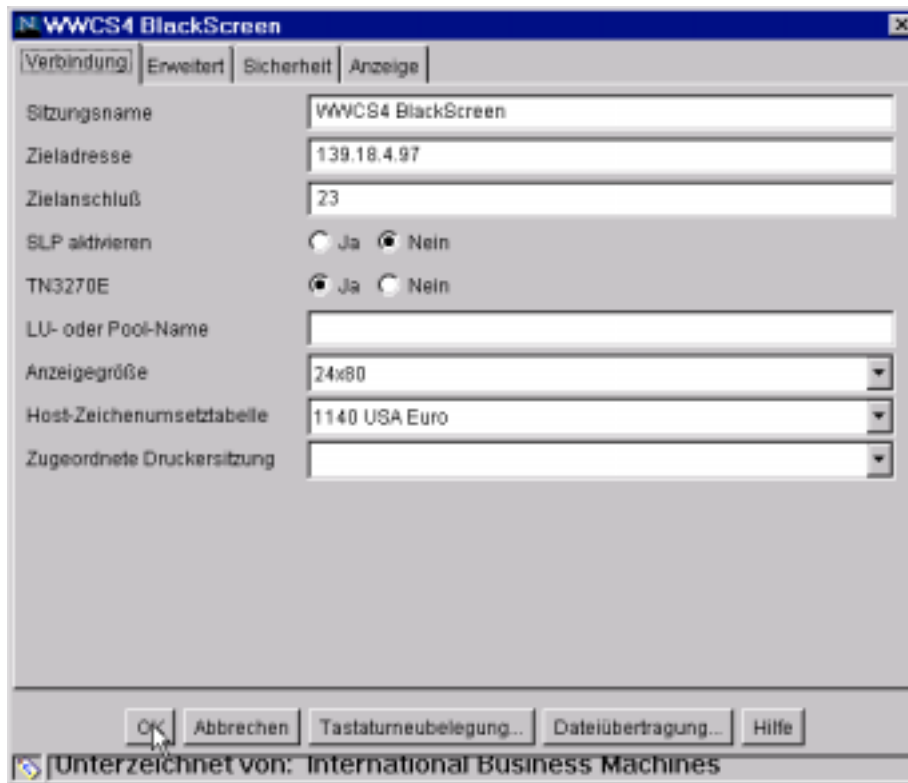 WWCS4 BlackScreen
Verbindung Erweitert Sicherheit Anzeige
Sitzungsname WWCS4 BlackScreen
Zieladresse 139.18.4.97
Zielanschluß 23
SLP aktivieren Ja Nein
TN3270E Ja Nein
LU- oder Pool-Name
Anzeigegröße 24x80
Host-Zeichenumsetztabelle 1140 USA Euro
Zugeordnete Druckersitzung
OK Abbrechen Tastaturneubelegung... Dateiübertragung... Hilfe
Unterzeichnet von: International Business Machines